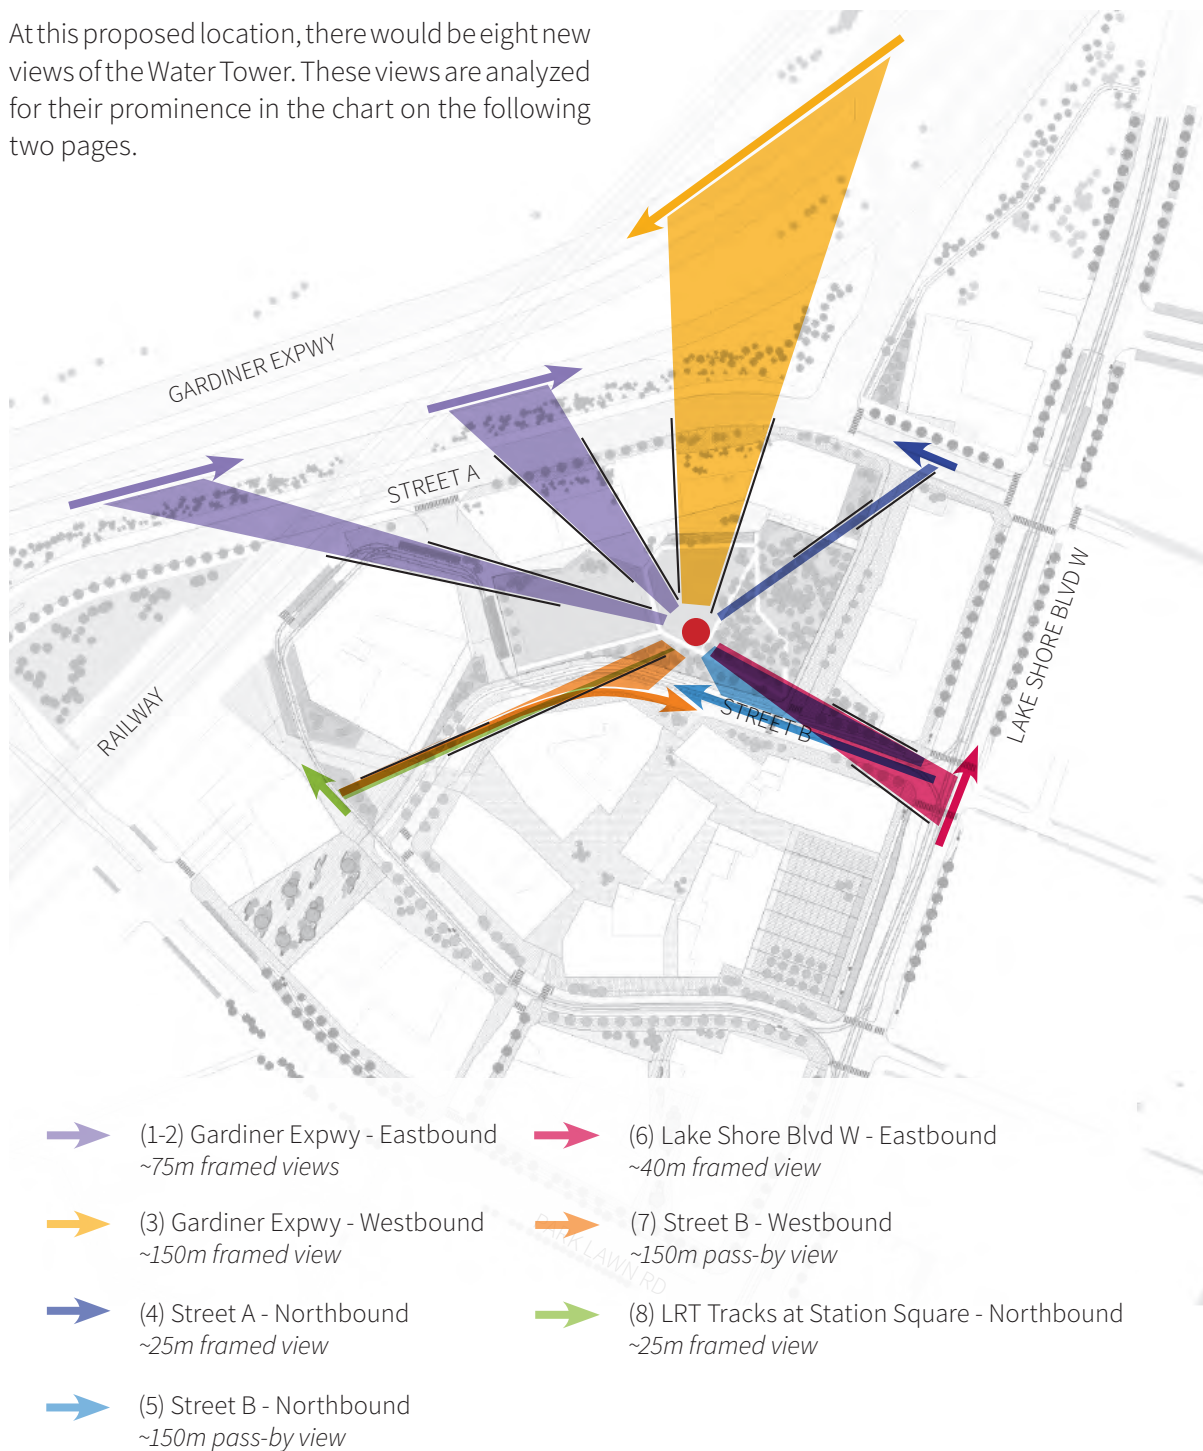 At this proposed location, there would be eight new
views of the Water Tower. These views are analyzed
for their prominence in the chart on the following
two pages.
GARDINER EXPWY
STREET A
LAKE SHORE BLVD W
RAILWAY
STREET B
(1-2) Gardiner Expwy - Eastbound
~75m framed views
(3) Gardiner Expwy - Westbound
~150m framed view
(4) Street A - Northbound
~25m framed view
(5) Street B - Northbound
~150m pass-by view
(6) Lake Shore Blvd W - Eastbound
~40m framed view
(7) Street B - Westbound
~150m pass-by view
PARK LAWN RD
(8) LRT Tracks at Station Square - Northbound
~25m framed view